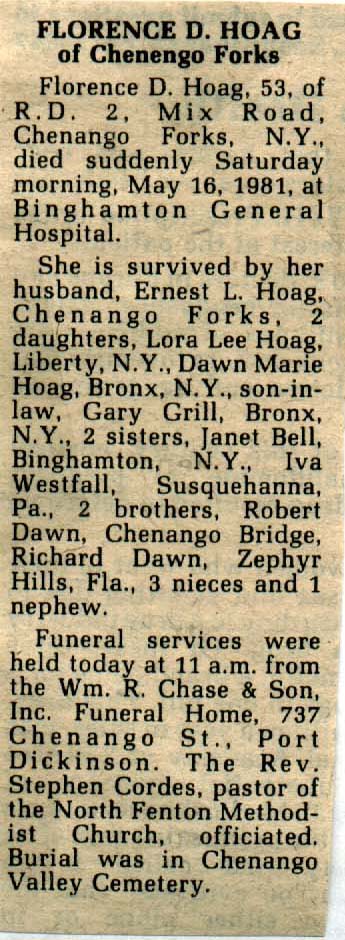 FLORENCE D. HOAG
of Chenengo Forks
Florence D. Hoag, 53, of
R.D. 2, Mix Road,
Chenango Forks, N.Y.,
died suddenly Saturday
morning, May 16, 1981, at
Binghamton General
Hospital.
She is survived by her
husband, Ernest L. Hoag,
Chenango Forks, 2
daughters, Lora Lee Hoag,
Liberty, N.Y., Dawn Marie
Hoag, Bronx, N.Y., son-in-
law, Gary Grill, Bronx,
N.Y., 2 sisters, Janet Bell,
Binghamton, N.Y., Iva
Westfall, Susquehanna,
Pa., 2 brothers, Robert
Dawn, Chenango Bridge,
Richard Dawn, Zephyr
Hills, Fla., 3 nieces and 1
nephew.
Funeral services were
held today at 11 a.m. from
the Wm. R. Chase & Son,
Inc. Funeral Home, 737
Chenango St., Port
Dickinson. The Rev.
Stephen Cordes, pastor of
the North Fenton Method-
ist Church, officiated.
Burial was in Chenango
Valley Cemetery.